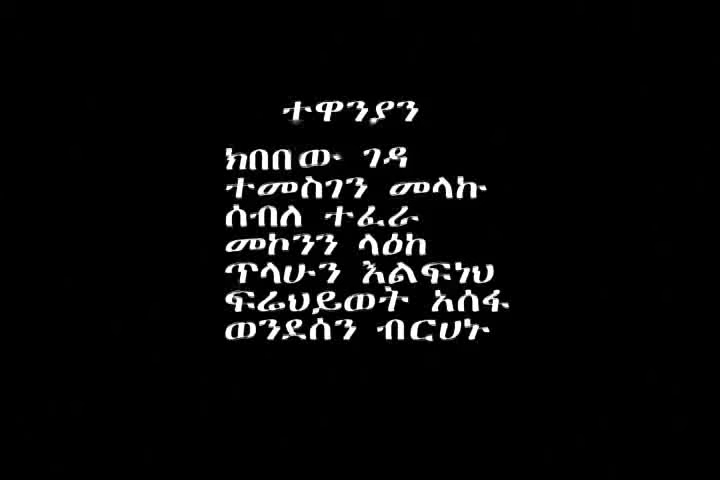 ተዋንያን
ክበበው ገዳ
ተመስገን መላኩ
ሰብለ ተፈራ
መኮንን ላዕከ
ጥላሁን እልፍነህ
ፍሬህይወት አሰፋ
ወንደሰን ብርሀኑ